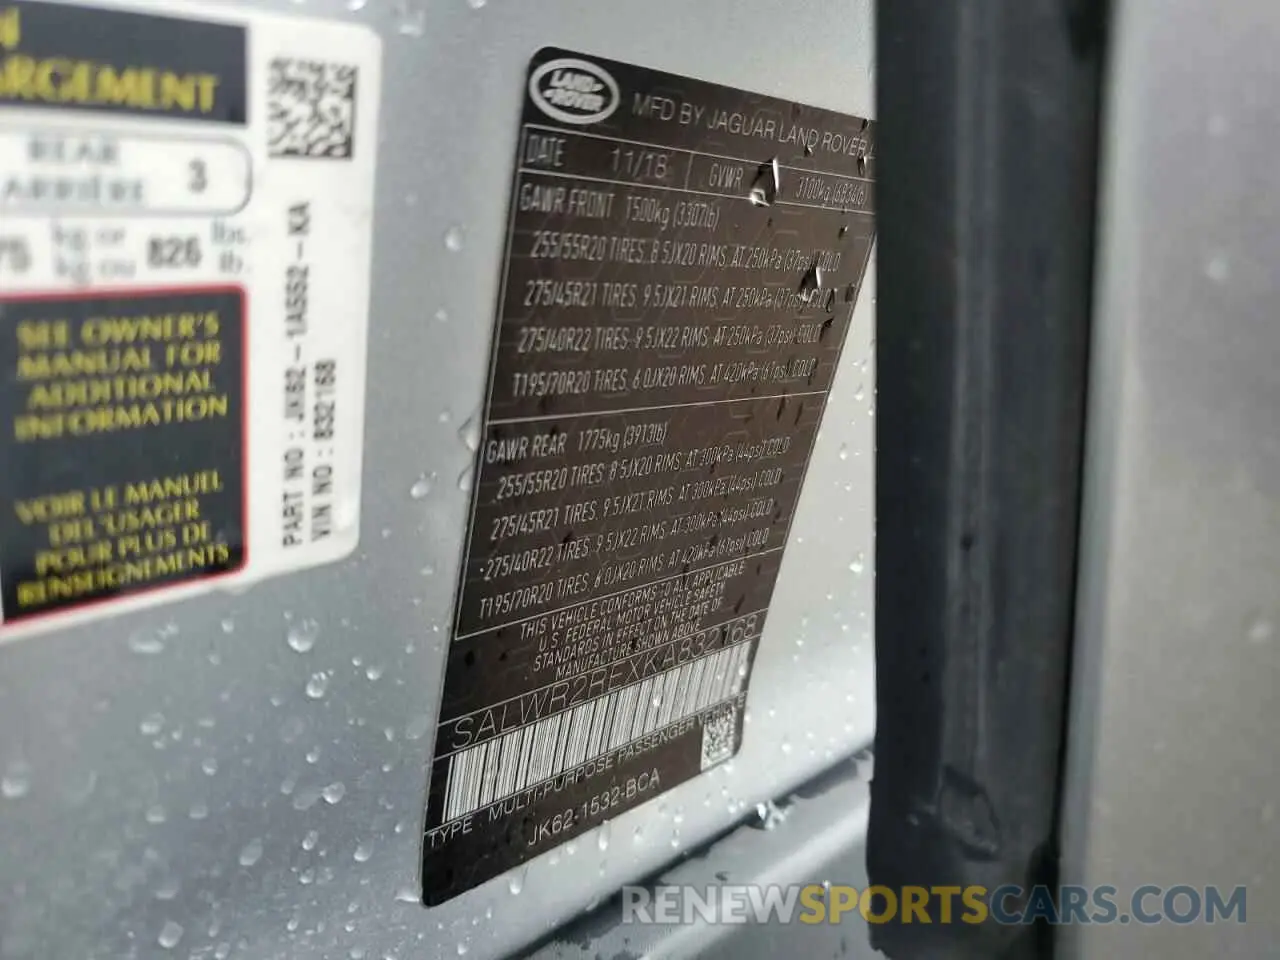 ARGEMENT
REAR
ARRIÈRE
3
75
kg or
kg ou
826
lbs.
lb.
SEE OWNER'S
MANUAL FOR
ADDITIONAL
INFORMATION
VOIR LE MANUEL
DE L'USAGER
POUR PLUS DE
RENSEIGNEMENTS
PART NO : JK62-1A552-KA
VIN NO : 832168
LAND
ROVER
MFD BY JAGUAR LAND ROVER
DATE 11/18 GVWR 3100kg (6834lb)
GAWR FRONT 1500kg (3307lb)
255/55R20 TIRES. 8.5JX20 RIMS. AT 250kPa (37psi) COLD
275/45R21 TIRES. 9.5JX21 RIMS. AT 250kPa (37psi) COLD
275/40R22 TIRES. 9.5JX22 RIMS. AT 250kPa (37psi) COLD
T195/70R20 TIRES. 6.0JX20 RIMS. AT 420kPa (61psi) COLD
GAWR REAR 1775kg (3913lb)
255/55R20 TIRES. 8.5JX20 RIMS. AT 300kPa (44psi) COLD
275/45R21 TIRES. 9.5JX21 RIMS. AT 300kPa (44psi) COLD
275/40R22 TIRES. 9.5JX22 RIMS. AT 300kPa (44psi) COLD
T195/70R20 TIRES. 6.0JX20 RIMS. AT 420kPa (61psi) COLD
THIS VEHICLE CONFORMS TO ALL APPLICABLE
U.S. FEDERAL MOTOR VEHICLE SAFETY
STANDARDS IN EFFECT ON THE DATE OF
MANUFACTURE SHOWN ABOVE
SALWR2REXKA832168
TYPE : MULTI-PURPOSE PASSENGER VEHICLE
JK62-1532-BCA
RENEWSPORTSCARS.COM